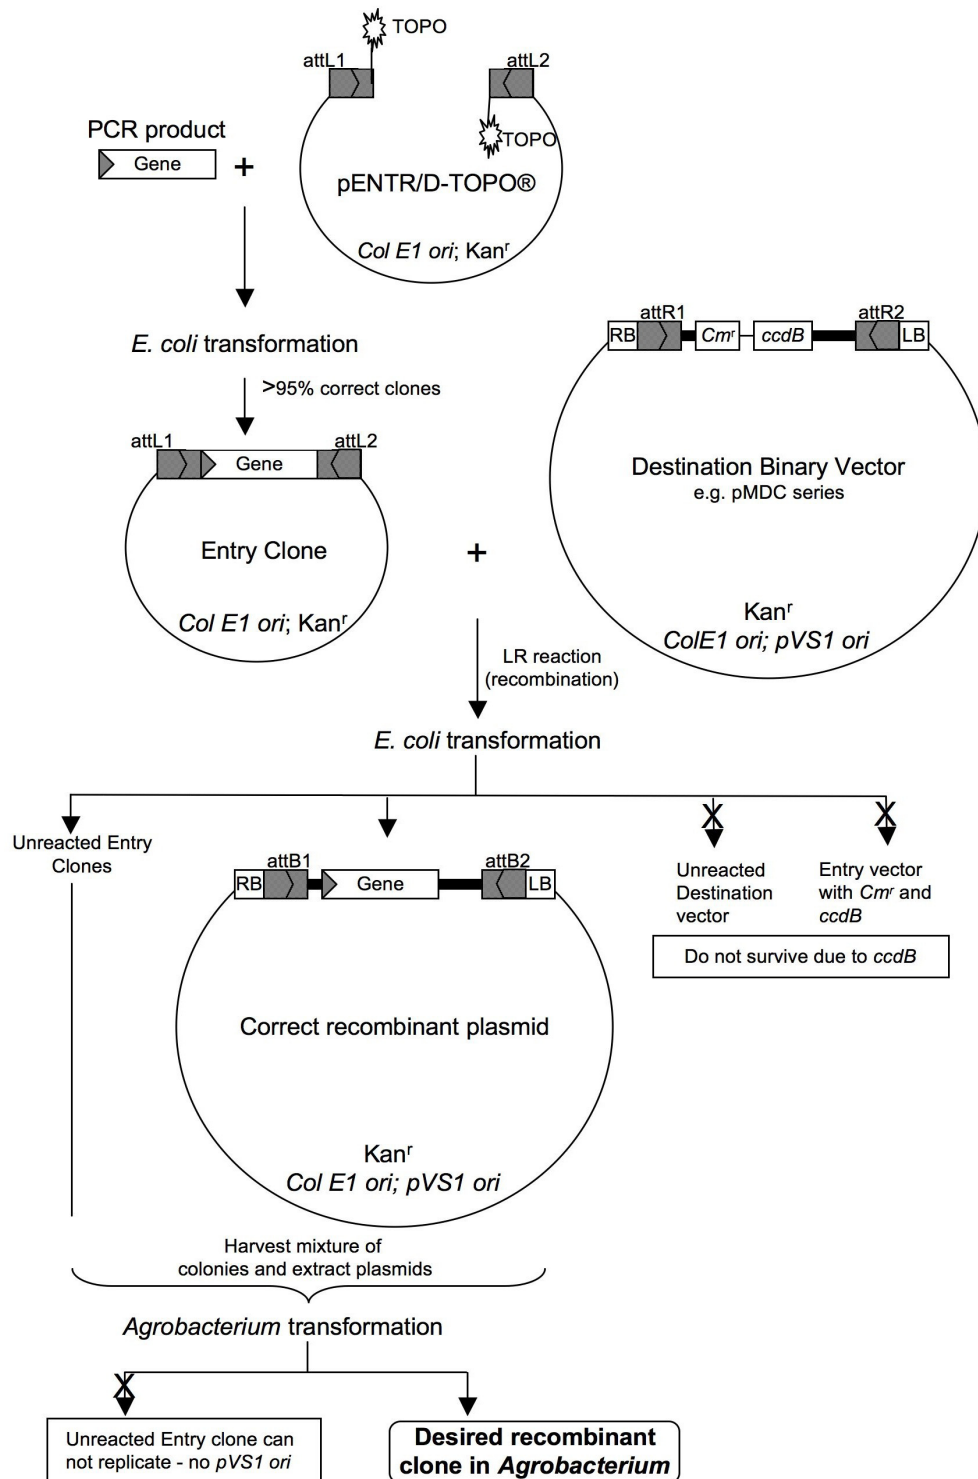 TOPO
attL1
attL2
PCR product
Gene
+
TOPO
pENTR/D-TOPO®
Col E1 ori; Kanʳ
E. coli transformation
>95% correct clones
attL1
attL2
Gene
Entry Clone
Col E1 ori; Kanʳ
+
attR1
attR2
RB
Cmʳ
ccdB
LB
Destination Binary Vector
e.g. pMDC series
Kanʳ
ColE1 ori; pVS1 ori
LR reaction
(recombination)
E. coli transformation
X
X
Unreacted Entry
Clones
attB1
attB2
RB
Gene
LB
Correct recombinant plasmid
Kanʳ
Col E1 ori; pVS1 ori
Unreacted
Destination
vector
Entry vector
with Cmʳ and
ccdB
Do not survive due to ccdB
Harvest mixture of
colonies and extract plasmids
Agrobacterium transformation
X
Unreacted Entry clone can
not replicate - no pVS1 ori
Desired recombinant
clone in Agrobacterium